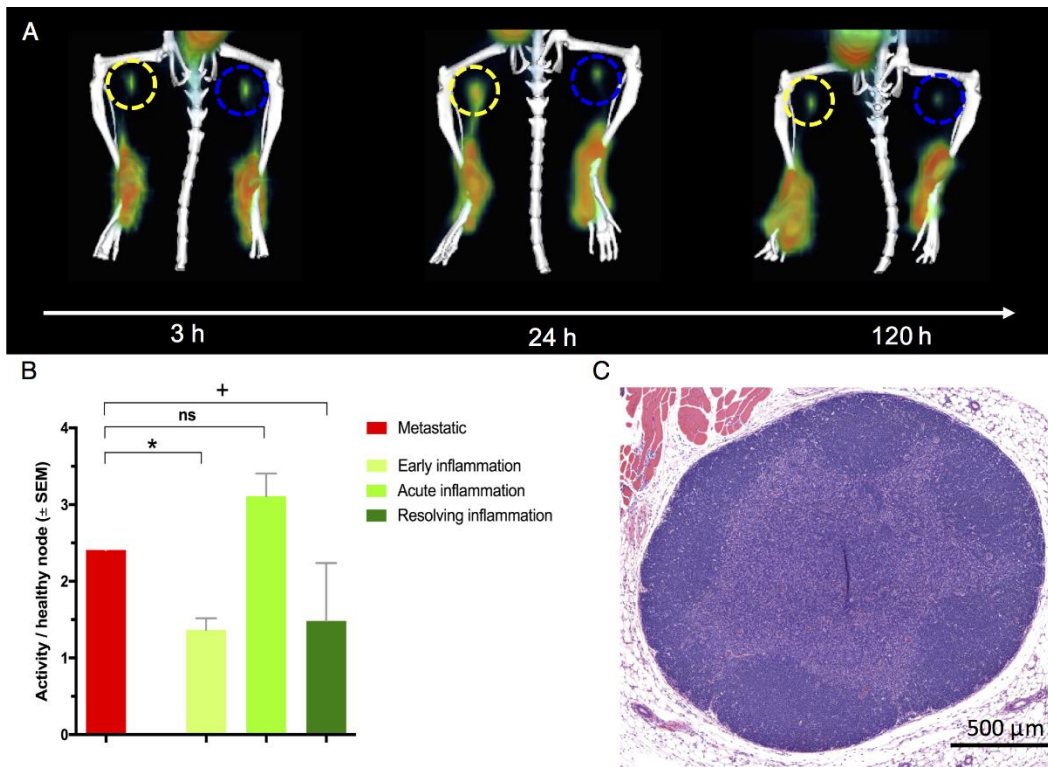 A
3 h
24 h
120 h
B
+
ns
*
4
3
2
1
0
Activity / healthy node (± SEM)
Metastatic
Early inflammation
Acute inflammation
Resolving inflammation
C
500 µm